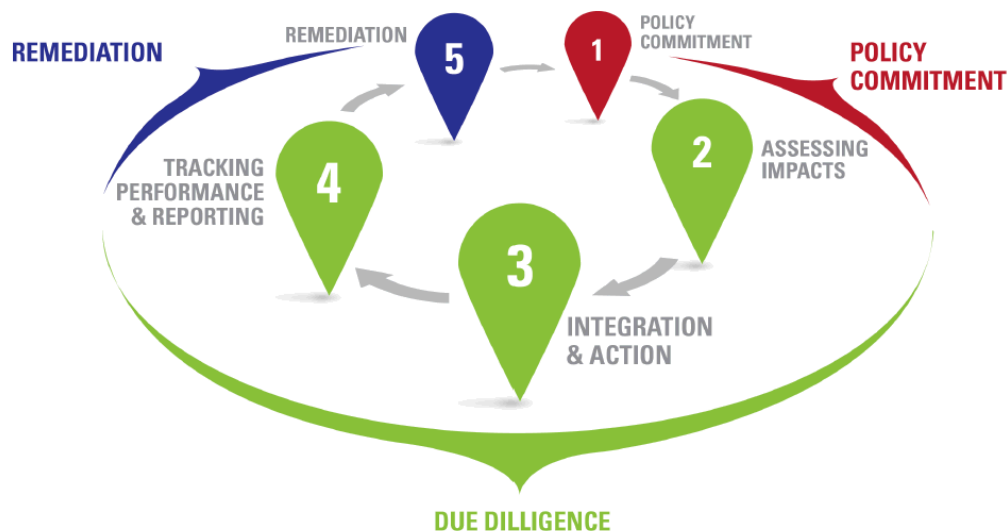 REMEDIATION
REMEDIATION
5
1
POLICY
COMMITMENT
POLICY
COMMITMENT
2
ASSESSING
IMPACTS
TRACKING
PERFORMANCE
& REPORTING
4
3
INTEGRATION
& ACTION
DUE DILLIGENCE